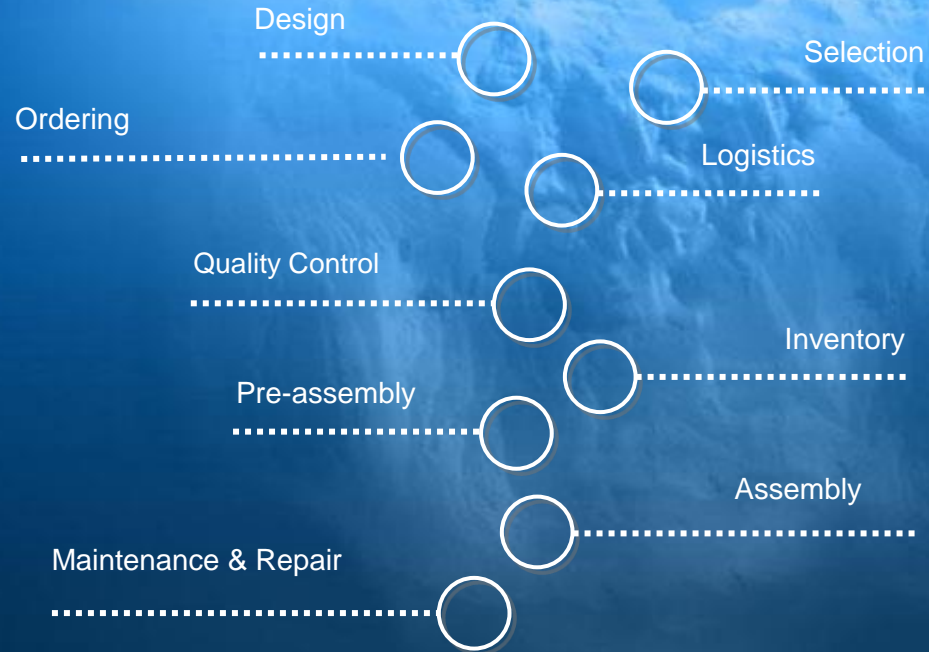 Design
Selection
Ordering
Logistics
Quality Control
Inventory
Pre-assembly
Assembly
Maintenance & Repair